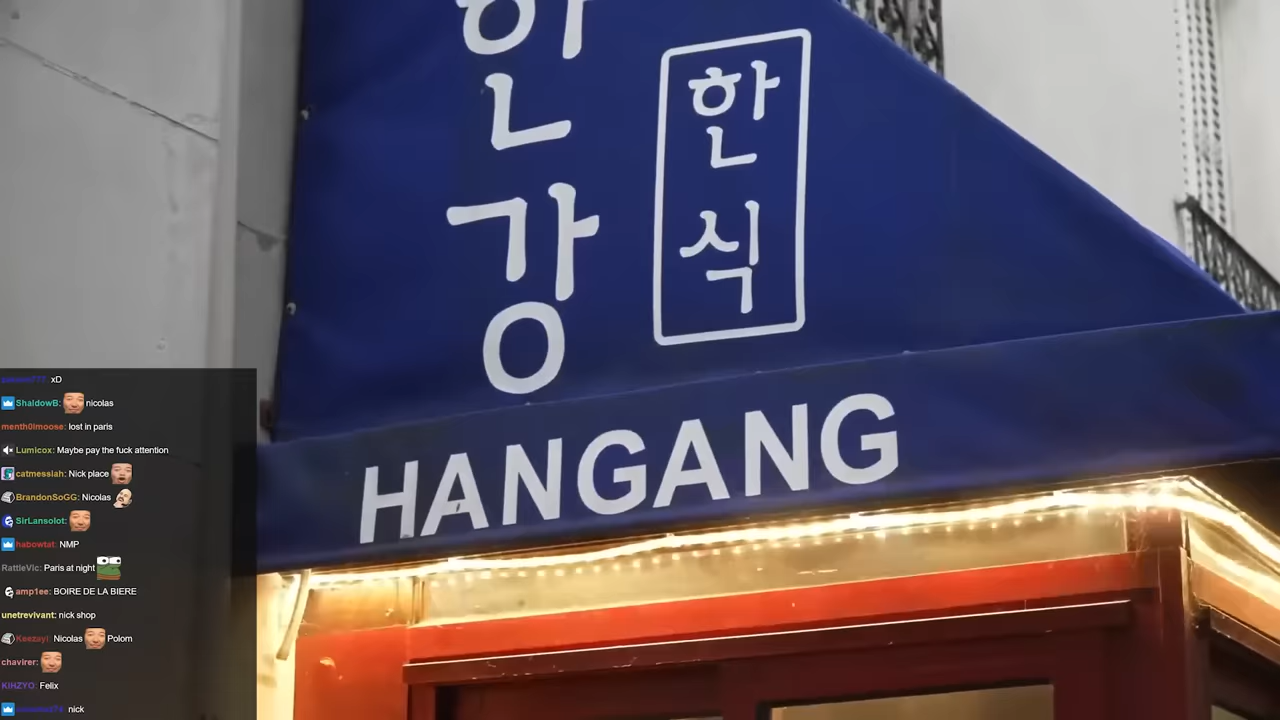 한강
한식
HANGANG
xD
ShaldowB: nicolas
menth0lmoose: lost in paris
Lumicox: Maybe pay the fuck attention
catmessiah: Nick place
BrandonSoGG: Nicolas
SirLansolot:
habowtat: NMP
RattleVic: Paris at night
amp1ee: BOIRE DE LA BIERE
unetrevivant: nick shop
Keezayi: Nicolas Polom
chavirer:
KIHZYO: Felix
nick